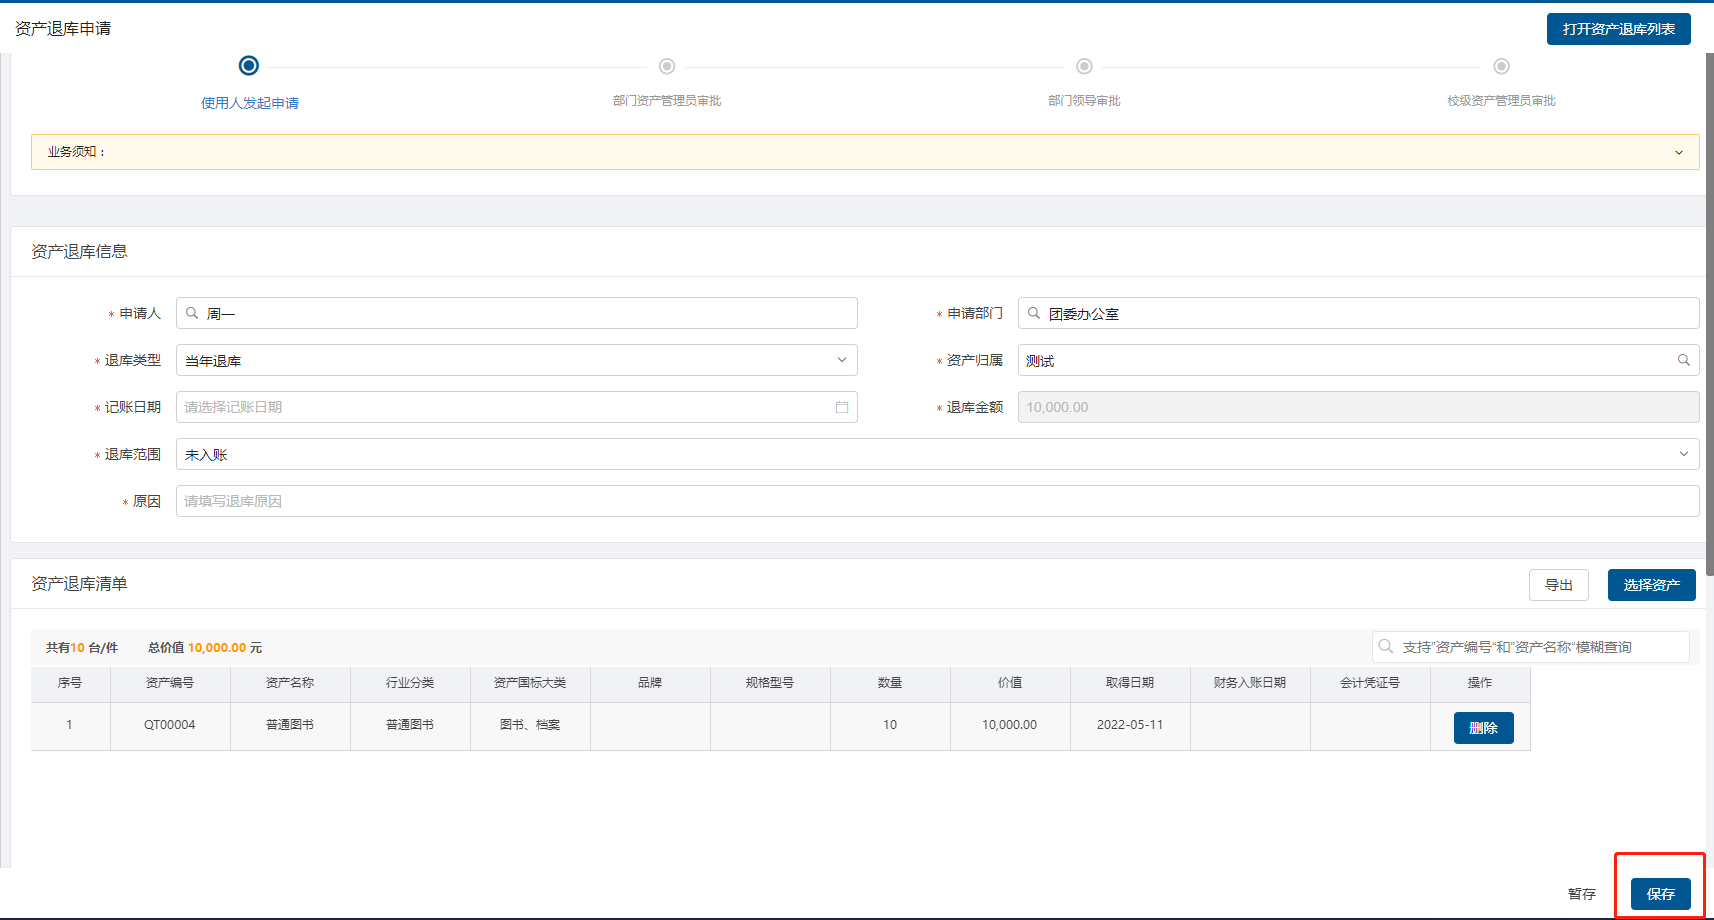 资产退库申请 打开资产退库列表
使用人发起申请 部门资产管理员审批 部门领导审批 校级资产管理员审批
业务须知：
资产退库信息
* 申请人 周一 * 申请部门 团委办公室
* 退库类型 当年退库 * 资产归属 测试
* 记账日期 请选择记账日期 * 退库金额 10,000.00
* 退库范围 未入账
* 原因 请填写退库原因
资产退库清单 导出 选择资产
共有10 台/件 总价值 10,000.00 元 支持"资产编号"和"资产名称"模糊查询
序号 资产编号 资产名称 行业分类 资产国标大类 品牌 规格型号 数量 价值 取得日期 财务入账日期 会计凭证号 操作
1 QT00004 普通图书 普通图书 图书、档案 10 10,000.00 2022-05-11 删除
暂存 保存